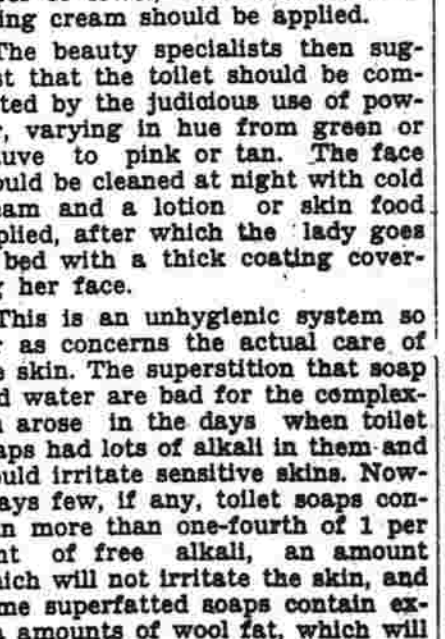 ing cream should be applied.
The beauty specialists then sug-
st that the toilet should be com-
ted by the judicious use of pow-
r, varying in hue from green or
uve to pink or tan. The face
ould be cleaned at night with cold
eam and a lotion or skin food
plied, after which the lady goes
bed with a thick coating cover-
g her face.
This is an unhygienic system so
r as concerns the actual care of
e skin. The superstition that soap
d water are bad for the complex-
n arose in the days when toilet
aps had lots of alkali in them and
ould irritate sensitive skins. Now-
ays few, if any, toilet soaps con-
in more than one-fourth of 1 per
nt of free alkali, an amount
hich will not irritate the skin, and
me superfatted soaps contain ex-
amounts of wool fat, which will